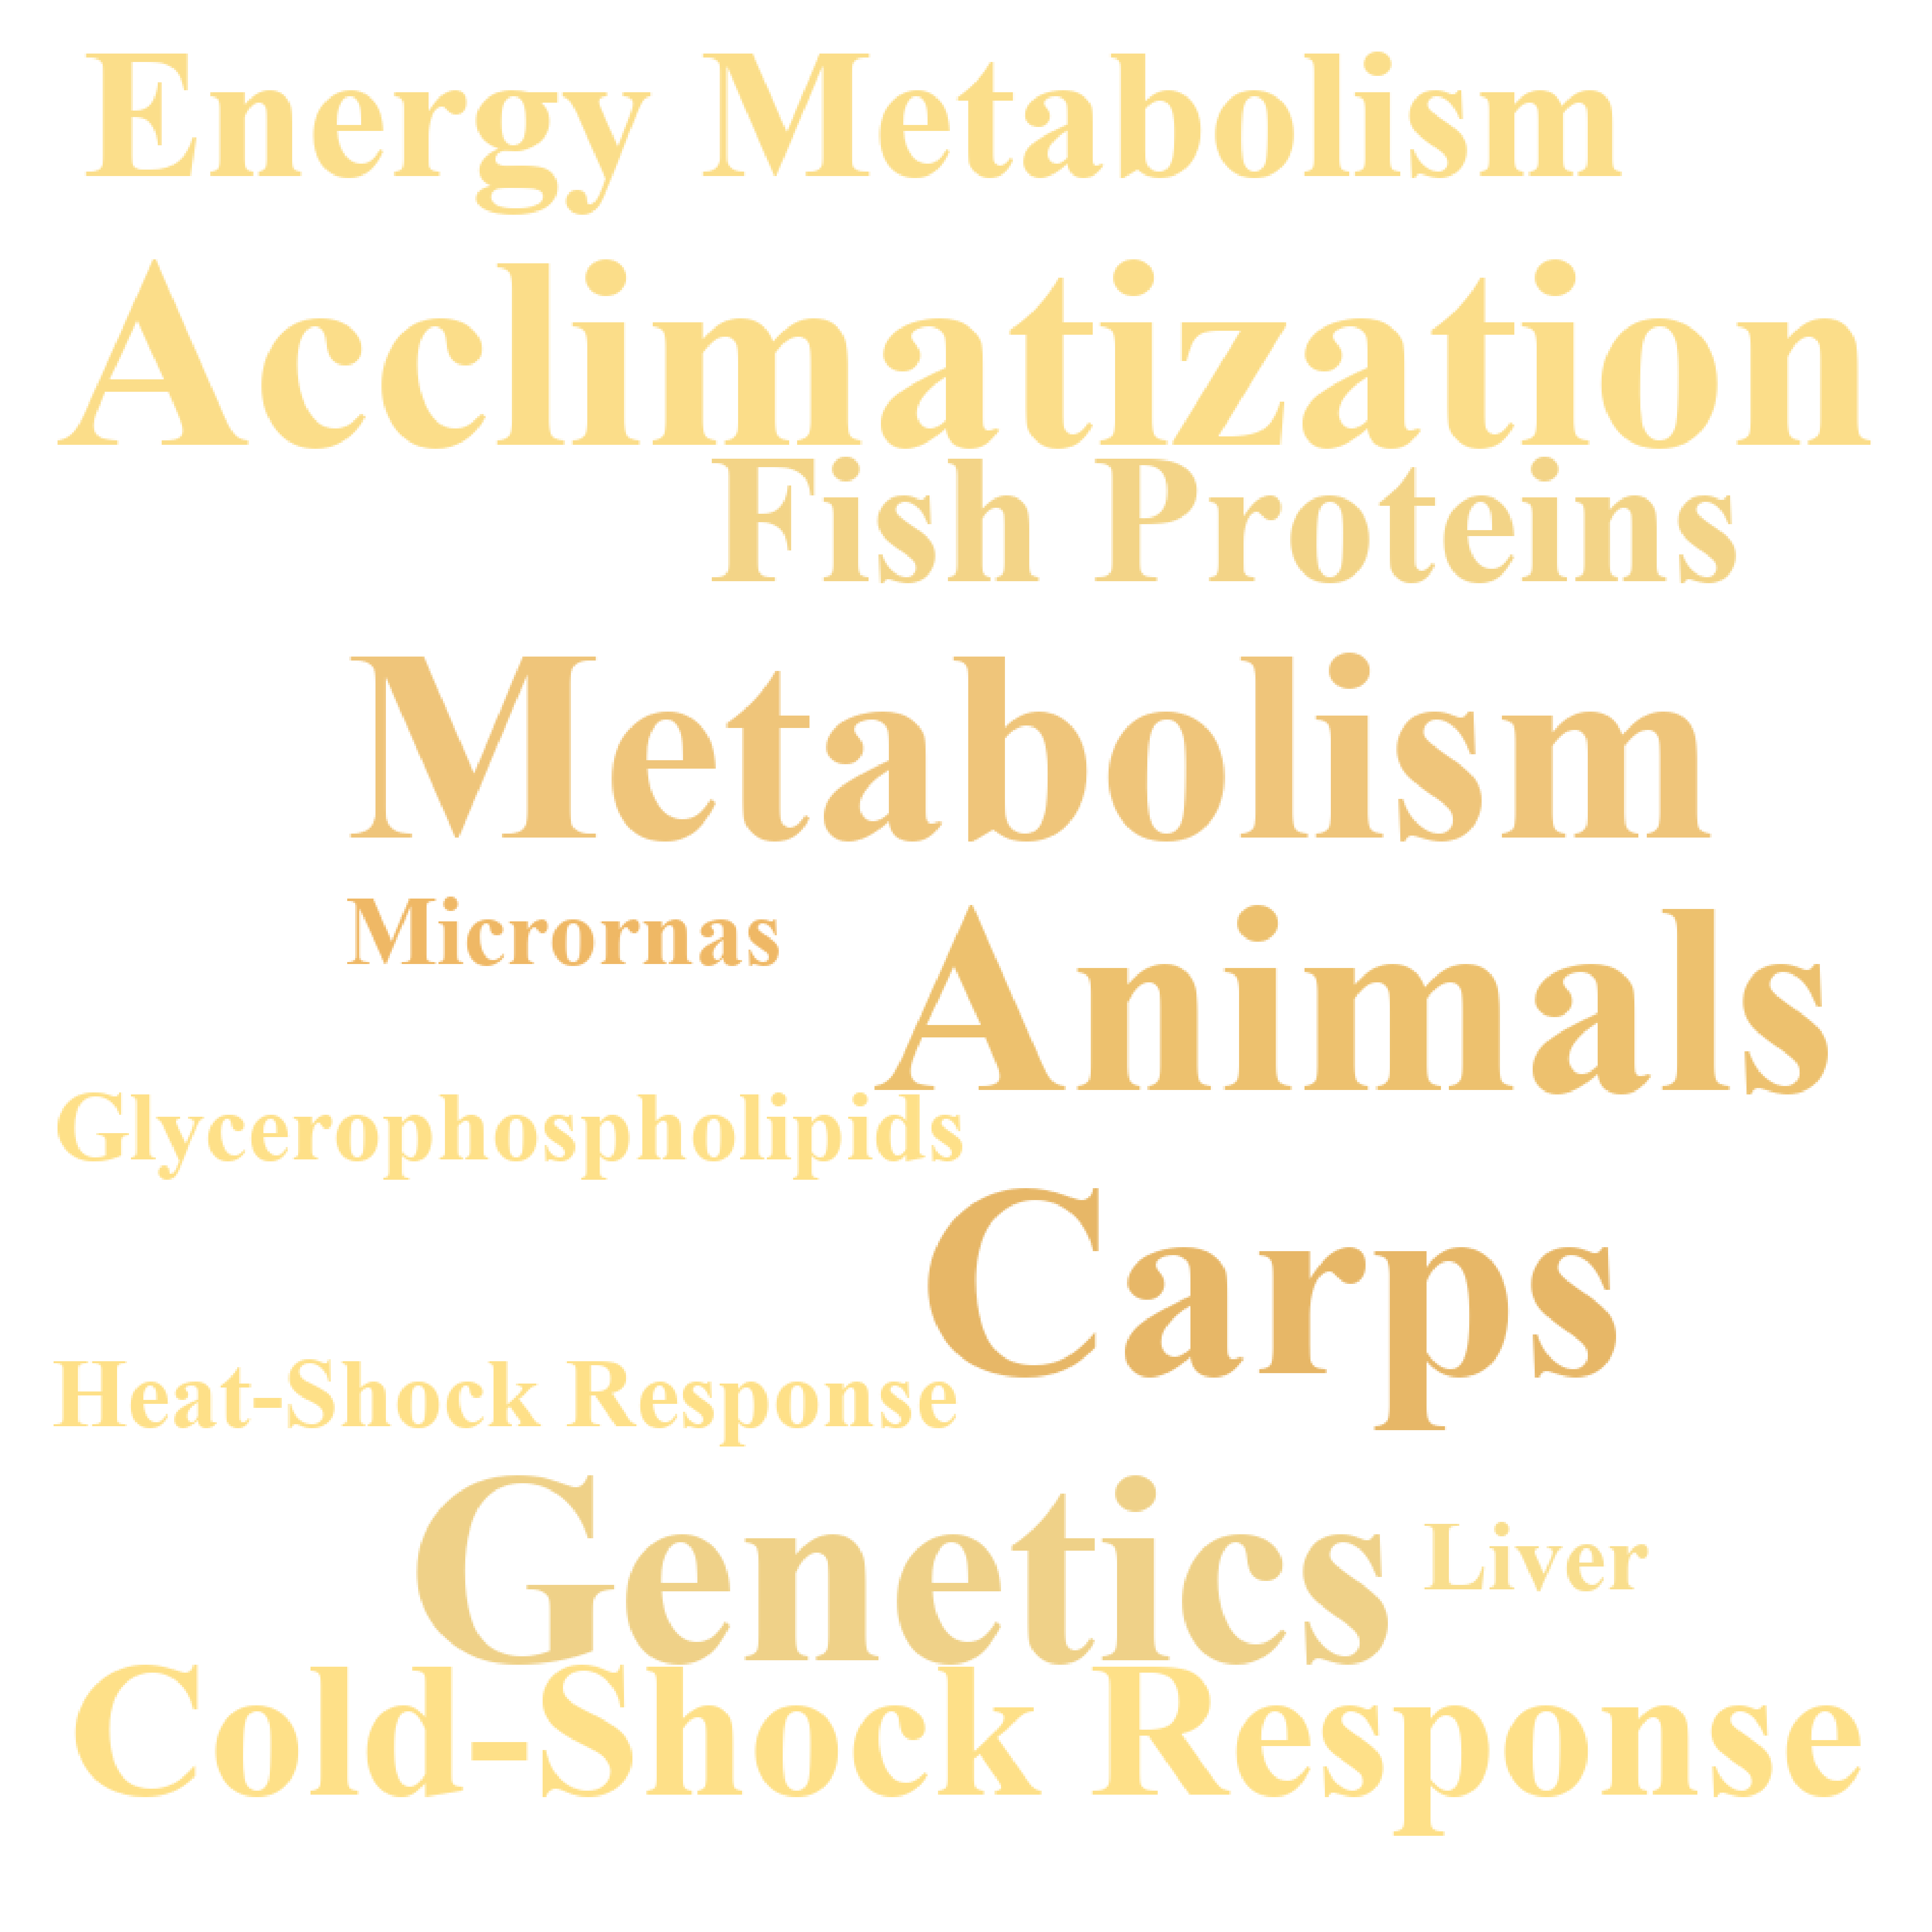 Energy Metabolism
Acclimatization
Fish Proteins
Metabolism
Micrornas
Animals
Glycerophospholipids
Carps
Heat-Shock Response
Genetics
Liver
Cold-Shock Response